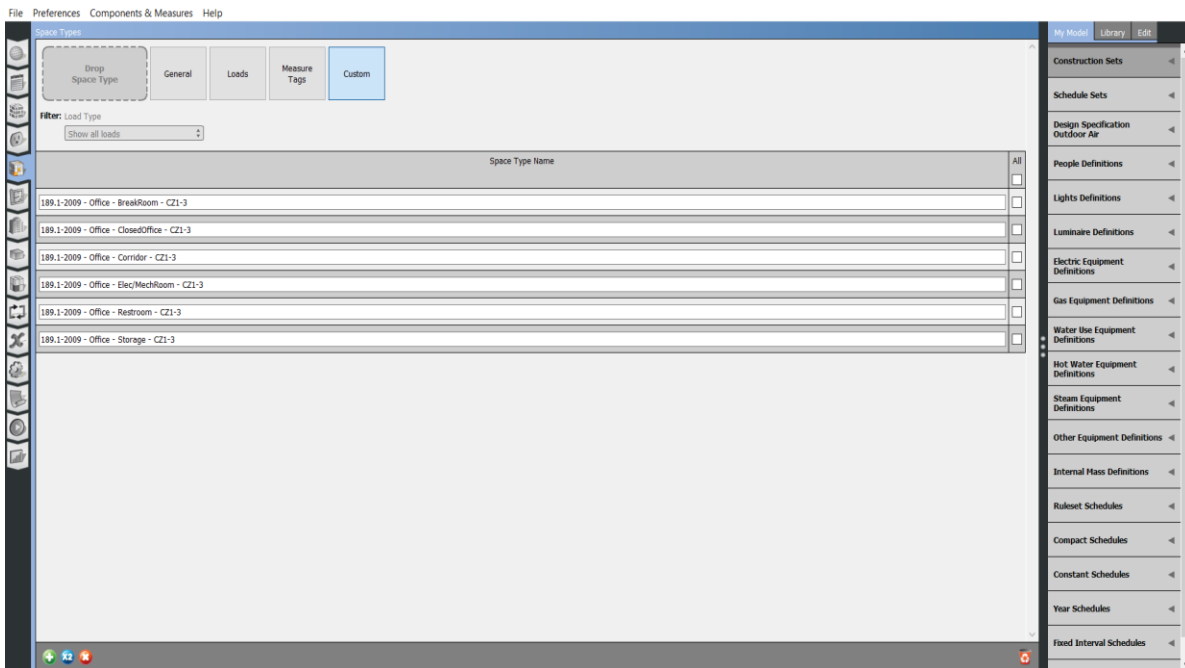 File Preferences Components & Measures Help
Space Types
Drop
Space Type
General
Loads
Measure
Tags
Custom
Filter: Load Type
Show all loads
Space Type Name
All
189.1-2009 - Office - BreakRoom - CZ1-3
189.1-2009 - Office - ClosedOffice - CZ1-3
189.1-2009 - Office - Corridor - CZ1-3
189.1-2009 - Office - Elec/MechRoom - CZ1-3
189.1-2009 - Office - Restroom - CZ1-3
189.1-2009 - Office - Storage - CZ1-3
x2
My Model Library Edit
Construction Sets
Schedule Sets
Design Specification
Outdoor Air
People Definitions
Lights Definitions
Luminaire Definitions
Electric Equipment
Definitions
Gas Equipment Definitions
Water Use Equipment
Definitions
Hot Water Equipment
Definitions
Steam Equipment
Definitions
Other Equipment Definitions
Internal Mass Definitions
Ruleset Schedules
Compact Schedules
Constant Schedules
Year Schedules
Fixed Interval Schedules